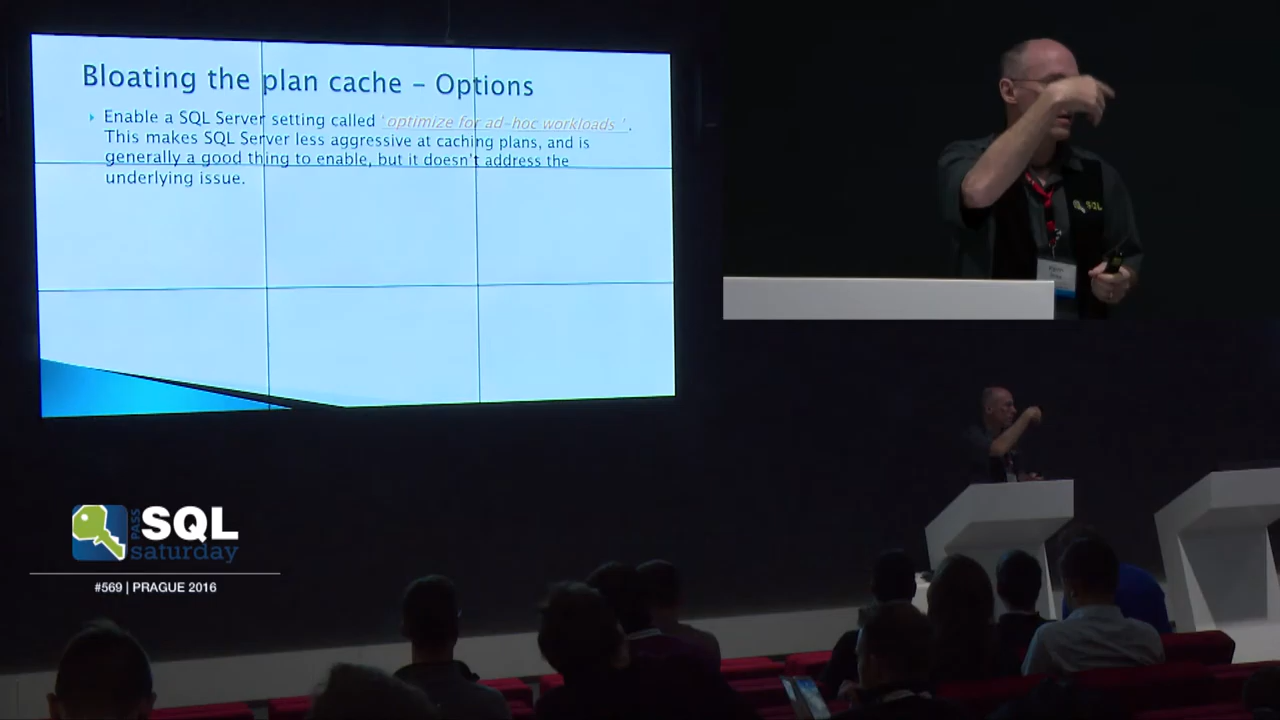 Bloating the plan cache – Options
Enable a SQL Server setting called 'optimize for ad-hoc workloads '.
This makes SQL Server less aggressive at caching plans, and is
generally a good thing to enable, but it doesn't address the
underlying issue.
SQL
PASS
SQL
saturday
#569 | PRAGUE 2016